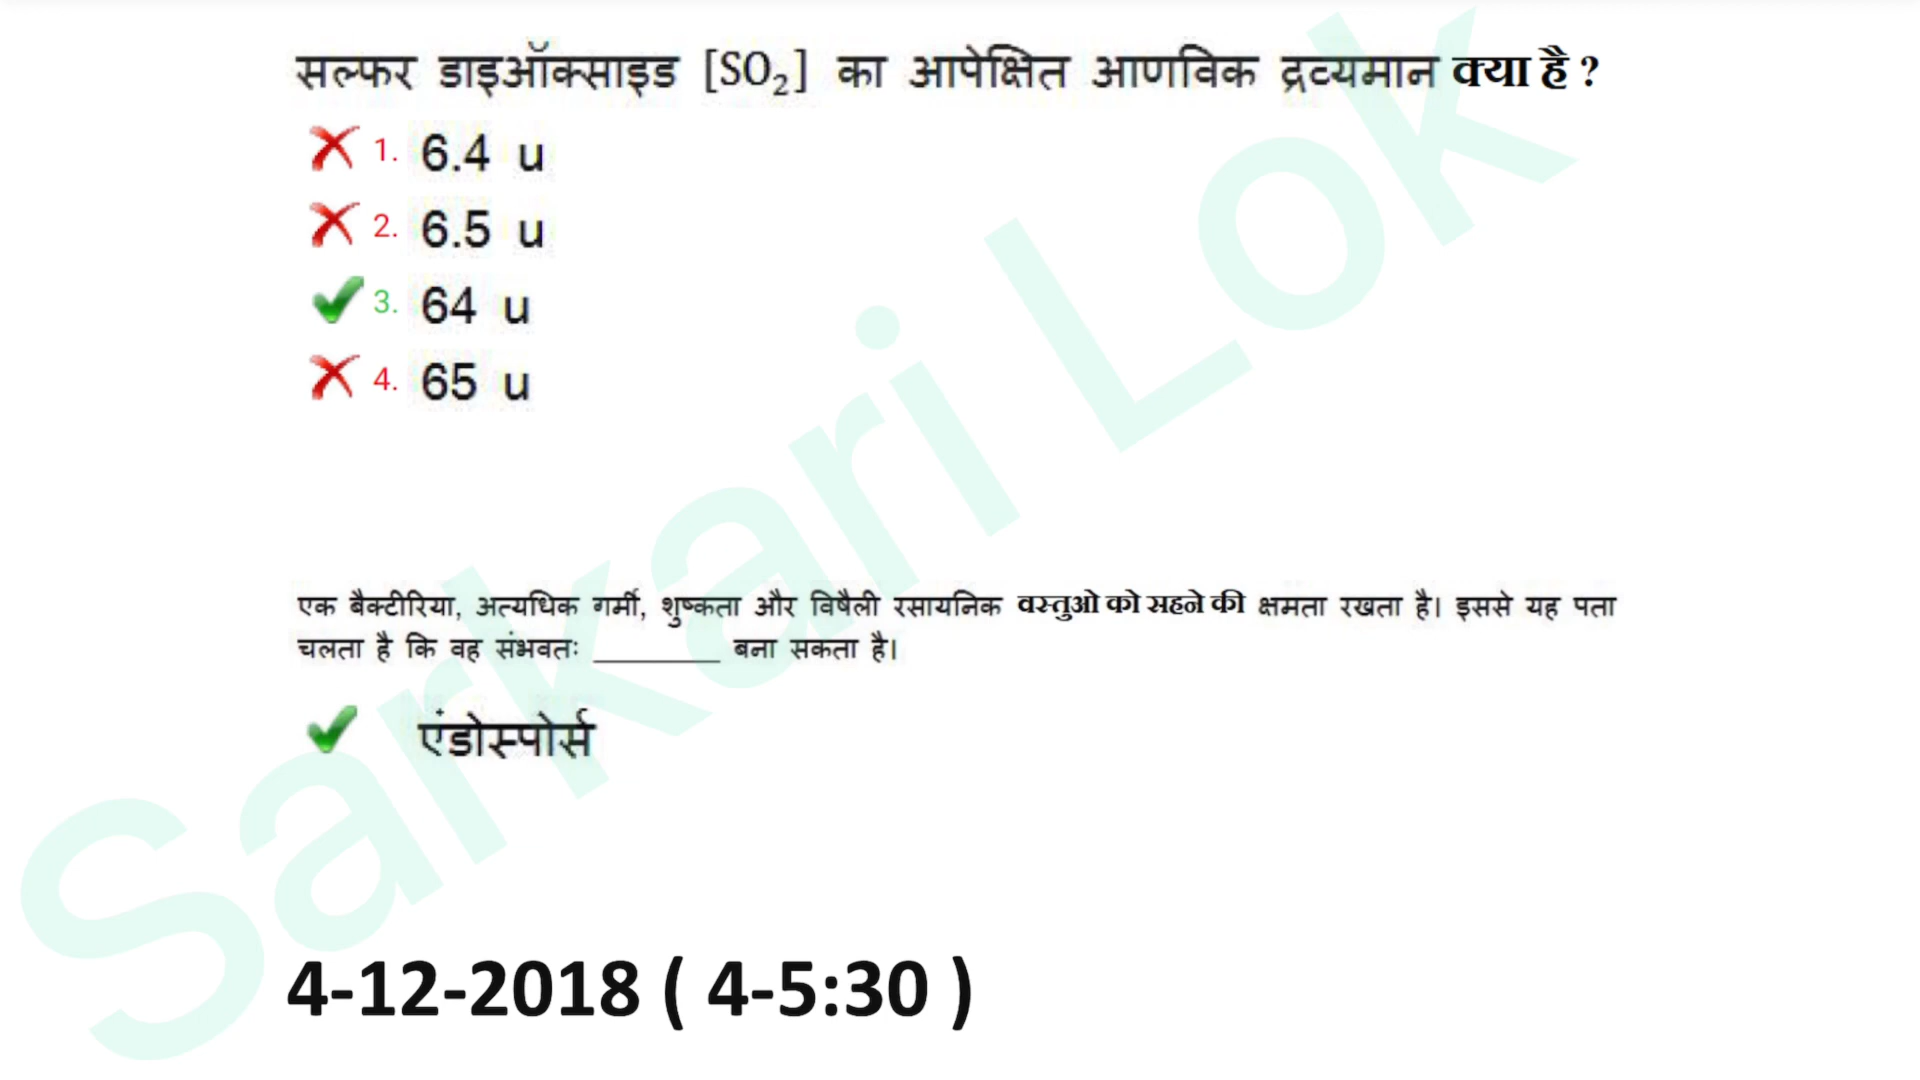 सल्फर डाइऑक्साइड [SO₂] का आपेक्षित आणविक द्रव्यमान क्या है ?
1. 6.4 u
2. 6.5 u
3. 64 u
4. 65 u
एक बैक्टीरिया, अत्यधिक गर्मी, शुष्कता और विषैली रसायनिक वस्तुओ को सहने की क्षमता रखता है। इससे यह पता
चलता है कि वह संभवतः ________ बना सकता है।
एंडोस्पोर्स
4-12-2018 ( 4-5:30 )
Sarkari Lok